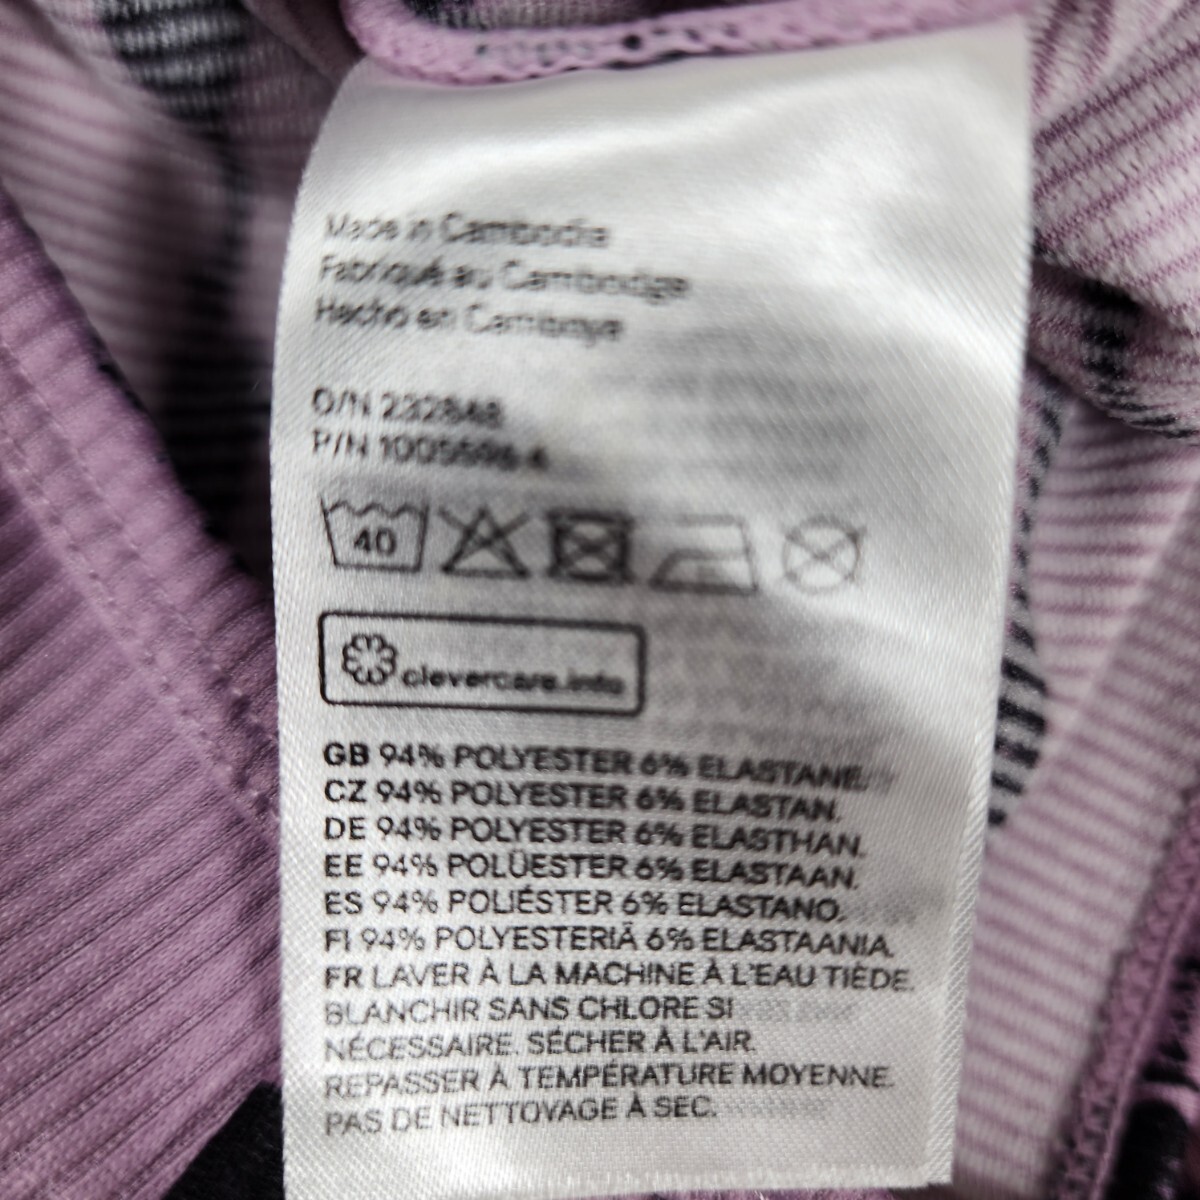 Made in Cambodia
Fabriqué au Cambodge
Hecho en Camboya
O/N 232848
P/N
40
clevercare.info
GB 94% POLYESTER 6% ELASTANE.
CZ 94% POLYESTER 6% ELASTAN.
DE 94% POLYESTER 6% ELASTHAN.
EE 94% POLÜESTER 6% ELASTAAN.
ES 94% POLIÉSTER 6% ELASTANO.
FI 94% POLYESTERIÄ 6% ELASTAANIA.
FR LAVER À LA MACHINE À L'EAU TIÈDE.
BLANCHIR SANS CHLORE SI
NÉCESSAIRE. SÉCHER À L'AIR.
REPASSER À TEMPÉRATURE MOYENNE.
PAS DE NETTOYAGE À SEC.